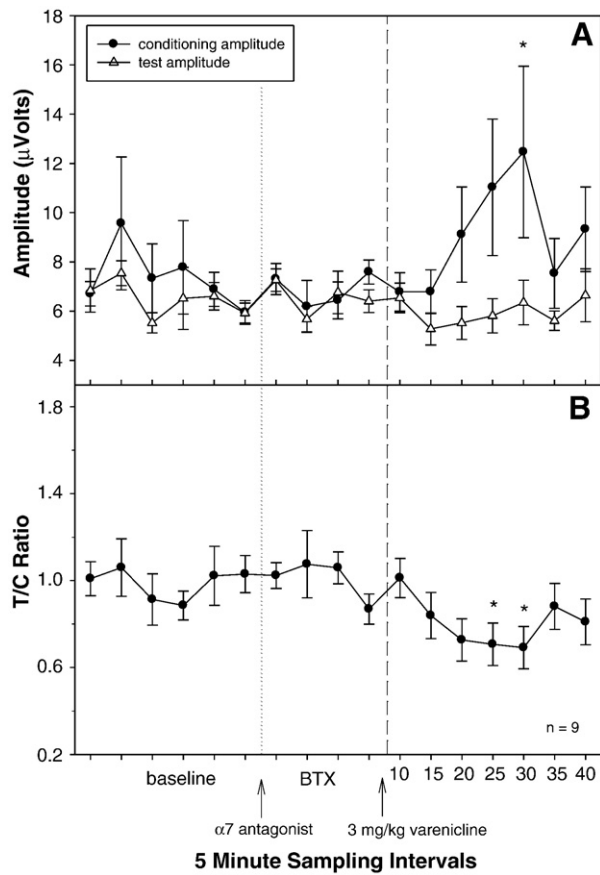 A
conditioning amplitude
test amplitude
*
18
16
14
12
10
8
6
4
Amplitude (μVolts)
B
1.8
1.4
1.0
0.6
0.2
T/C Ratio
* *
n = 9
baseline BTX 10 15 20 25 30 35 40
α7 antagonist 3 mg/kg varenicline
5 Minute Sampling Intervals